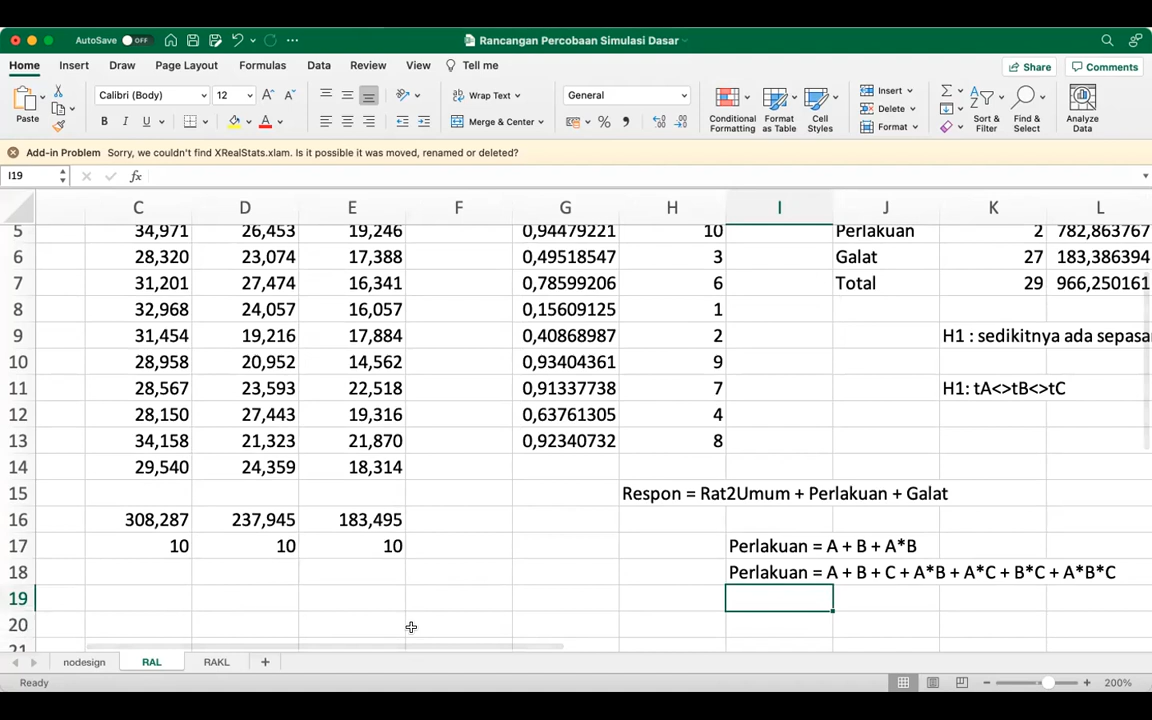 AutoSave OFF Rancangan Percobaan Simulasi Dasar
Home Insert Draw Page Layout Formulas Data Review View Tell me Share Comments
Paste Calibri (Body) 12 A A Wrap Text General Conditional Formatting Format as Table Cell Styles Insert Sort & Filter Find & Select Analyze Data
B I U A Merge & Center % Delete
Format
Add-in Problem Sorry, we couldn't find XRealStats.xlam. Is it possible it was moved, renamed or deleted?
I19 fx
C D E F G H I J K L
5 34,971 26,453 19,246 0,94479221 10 Perlakuan 2 782,863767
6 28,320 23,074 17,388 0,49518547 3 Galat 27 183,386394
7 31,201 27,474 16,341 0,78599206 6 Total 29 966,250161
8 32,968 24,057 16,057 0,15609125 1
9 31,454 19,216 17,884 0,40868987 2 H1 : sedikitnya ada sepasa
10 28,958 20,952 14,562 0,93404361 9
11 28,567 23,593 22,518 0,91337738 7 H1: tA<>tB<>tC
12 28,150 27,443 19,316 0,63761305 4
13 34,158 21,323 21,870 0,92340732 8
14 29,540 24,359 18,314
15 Respon = Rat2Umum + Perlakuan + Galat
16 308,287 237,945 183,495
17 10 10 10 Perlakuan = A + B + A*B
18 Perlakuan = A + B + C + A*B + A*C + B*C + A*B*C
19
20
21
nodesign RAL RAKL +
Ready 200%